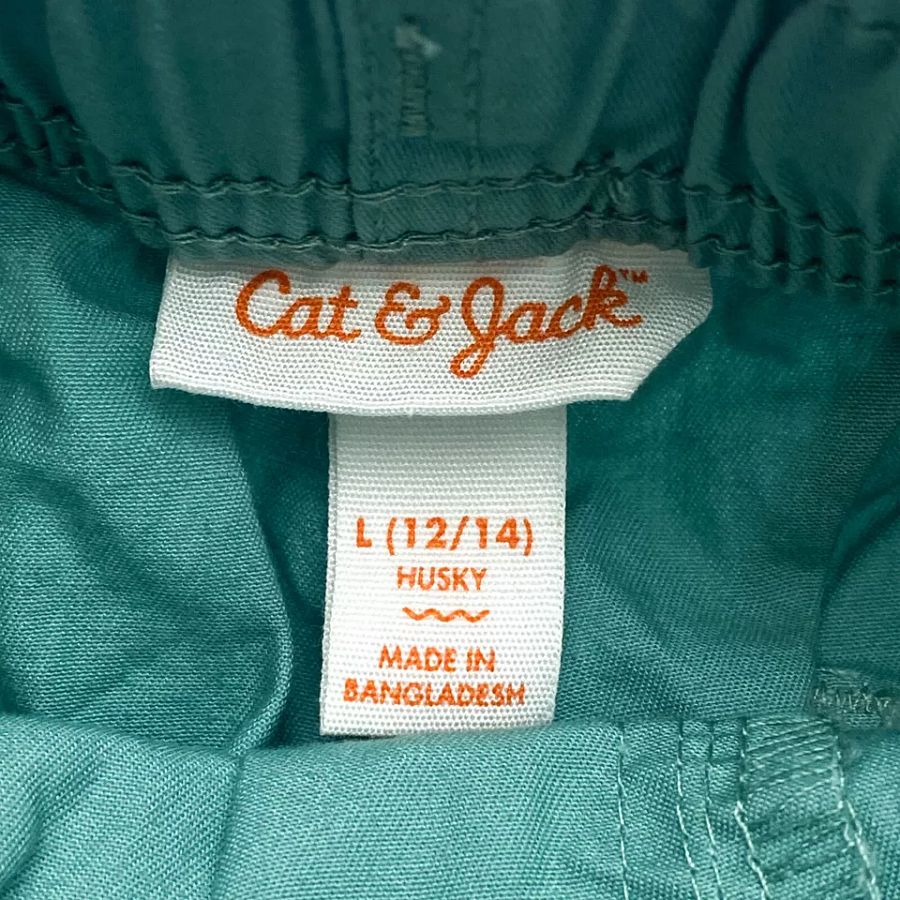 Cat & Jack™
L (12/14)
HUSKY
MADE IN
BANGLADESH